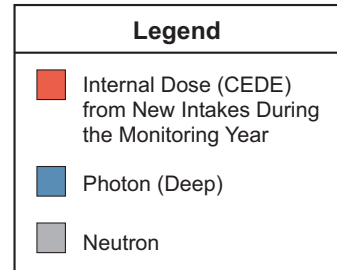 Legend
Internal Dose (CEDE)
from New Intakes During
the Monitoring Year
Photon (Deep)
Neutron